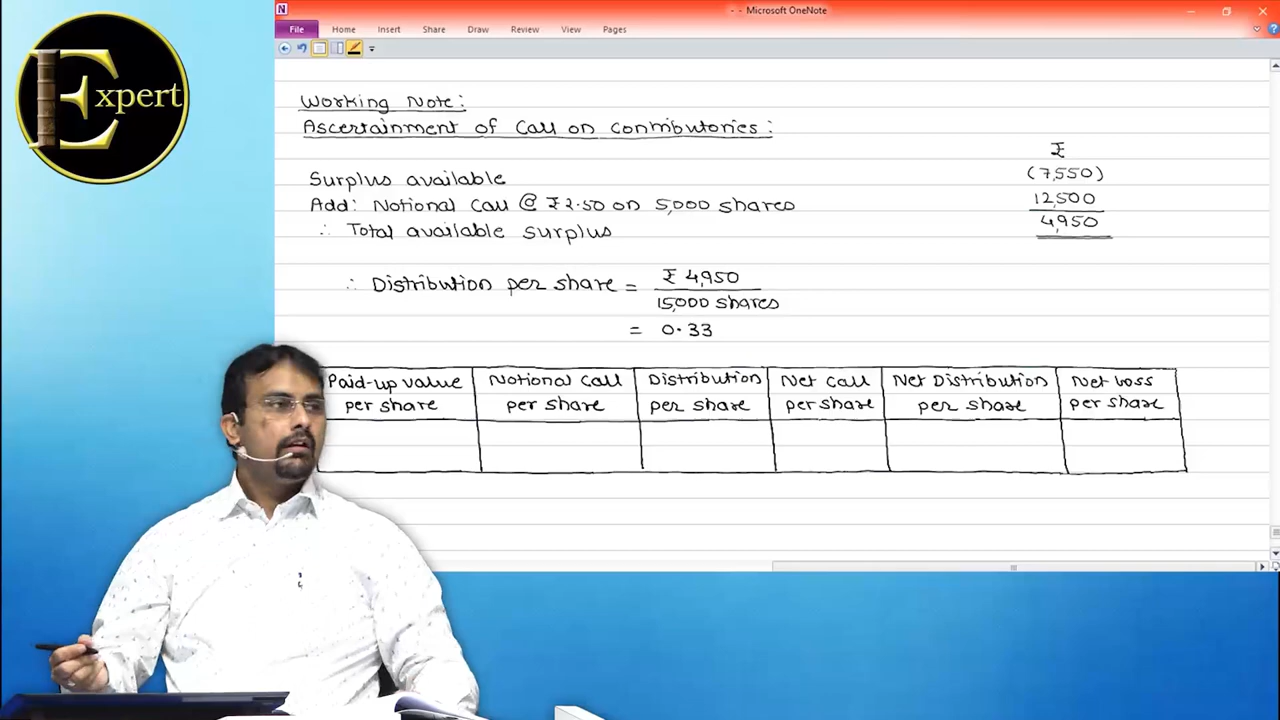 Expert
- - Microsoft OneNote
File Home Insert Share Draw Review View Pages
Working Note:
Ascertainment of Call on Contributories:
₹
Surplus available (7,550)
Add: Notional Call @ ₹2.50 on 5,000 shares 12,500
∴ Total available Surplus 4,950
∴ Distribution per share = ₹ 4,950
15,000 shares
= 0.33
Paid-up value per share
Notional Call per share
Distribution per share
Net Call per share
Net Distribution per share
Net Loss per share